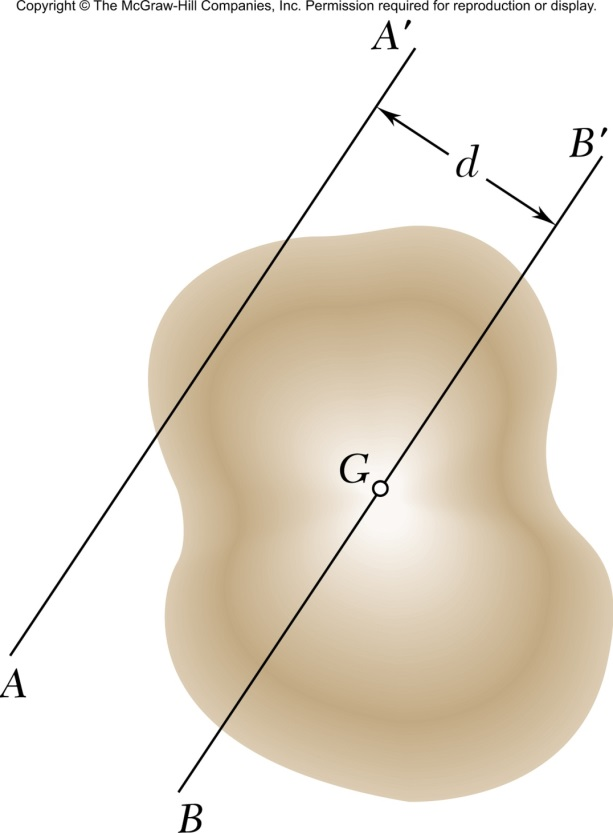 Copyright © The McGraw-Hill Companies, Inc. Permission required for reproduction or display.
A′
B′
d
G
A
B